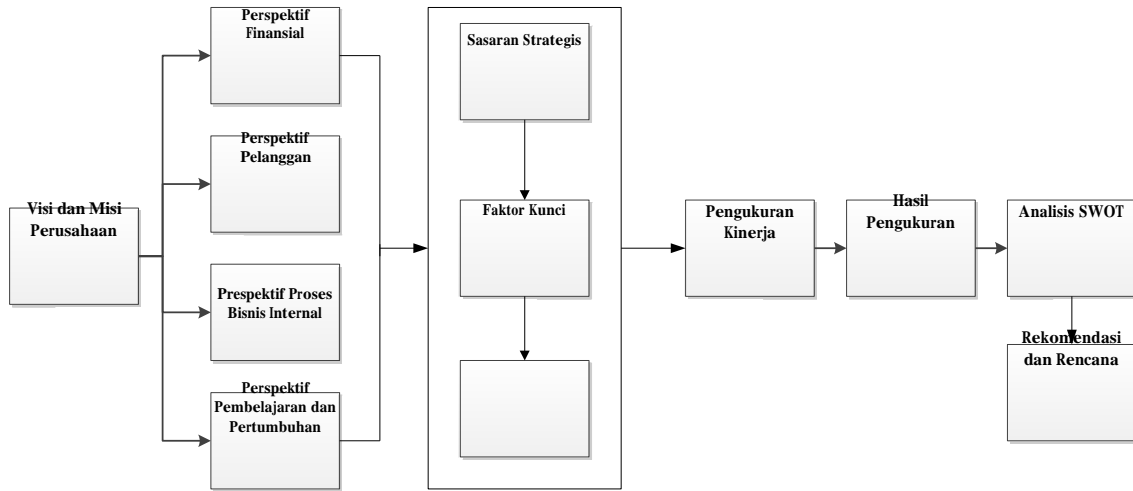 Visi dan Misi
Perusahaan
Perspektif
Finansial
Perspektif
Pelanggan
Prespektif Proses
Bisnis Internal
Perspektif
Pembelajaran dan
Pertumbuhan
Sasaran Strategis
Faktor Kunci
Pengukuran
Kinerja
Hasil
Pengukuran
Analisis SWOT
Rekomendasi
dan Rencana